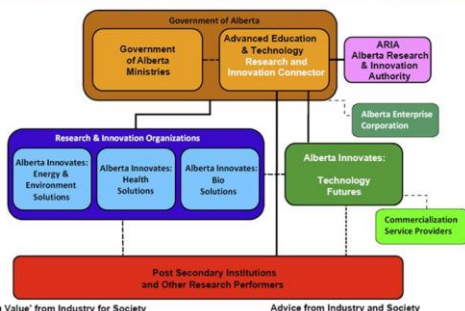 Government of Alberta
Government
of Alberta
Ministries
Advanced Education
& Technology
Research and
Innovation Connector
ARIA
Alberta Research
& Innovation
Authority
Alberta Enterprise
Corporation
Research & Innovation Organizations
Alberta Innovates:
Energy &
Environment
Solutions
Alberta Innovates:
Health
Solutions
Alberta Innovates:
Bio
Solutions
Alberta Innovates:
Technology
Futures
Commercialization
Service Providers
Post Secondary Institutions
and Other Research Performers
Value' from Industry for Society
Advice from Industry and Society